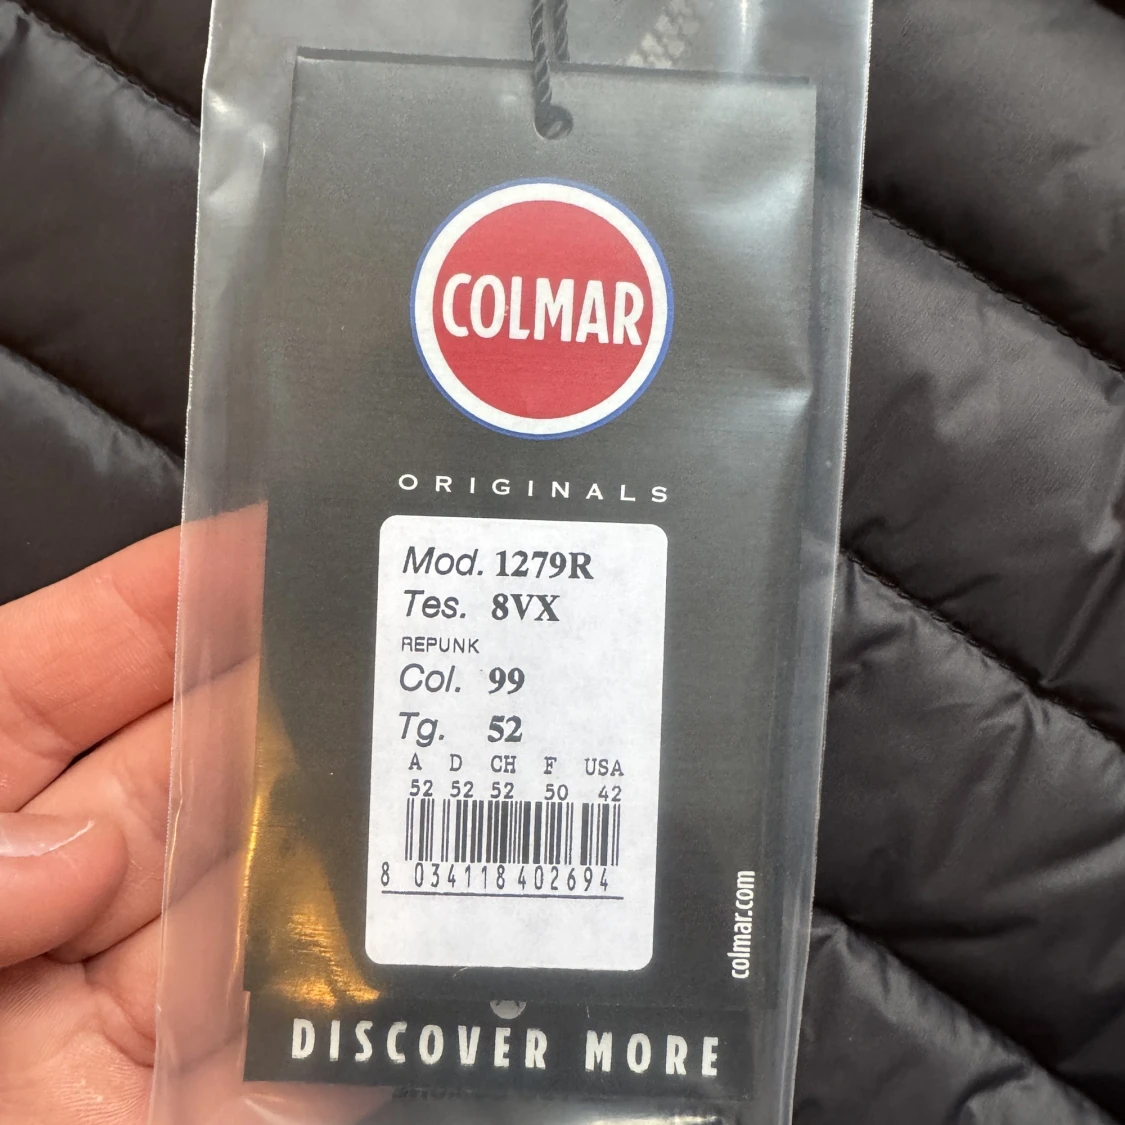 COLMAR
ORIGINALS
Mod. 1279R
Tes. 8VX
REPUNK
Col. 99
Tg. 52
A D CH F USA
52 52 52 50 42
8 034118 402694
colmar.com
DISCOVER MORE